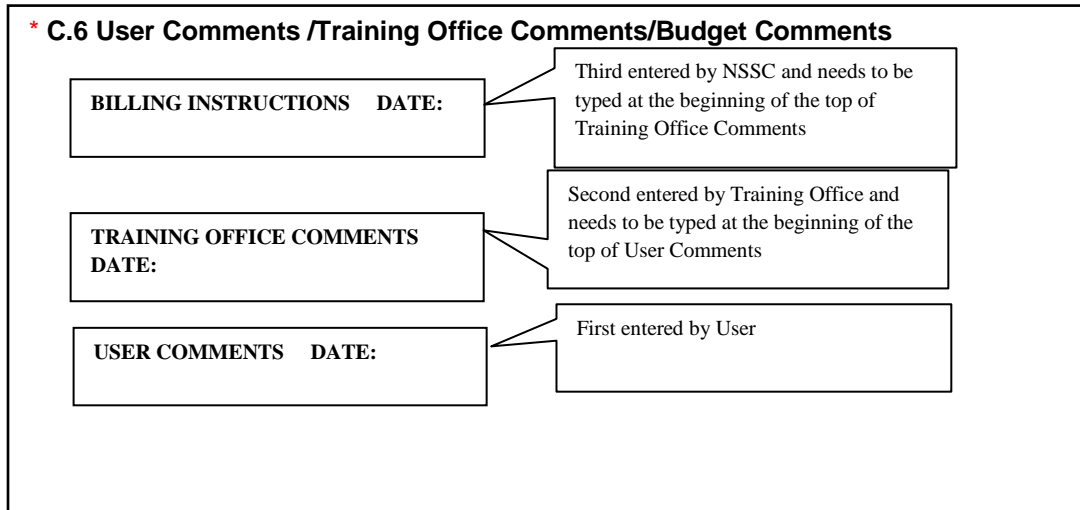 * C.6 User Comments /Training Office Comments/Budget Comments
BILLING INSTRUCTIONS DATE:
Third entered by NSSC and needs to be
typed at the beginning of the top of
Training Office Comments
TRAINING OFFICE COMMENTS
DATE:
Second entered by Training Office and
needs to be typed at the beginning of the
top of User Comments
USER COMMENTS DATE:
First entered by User